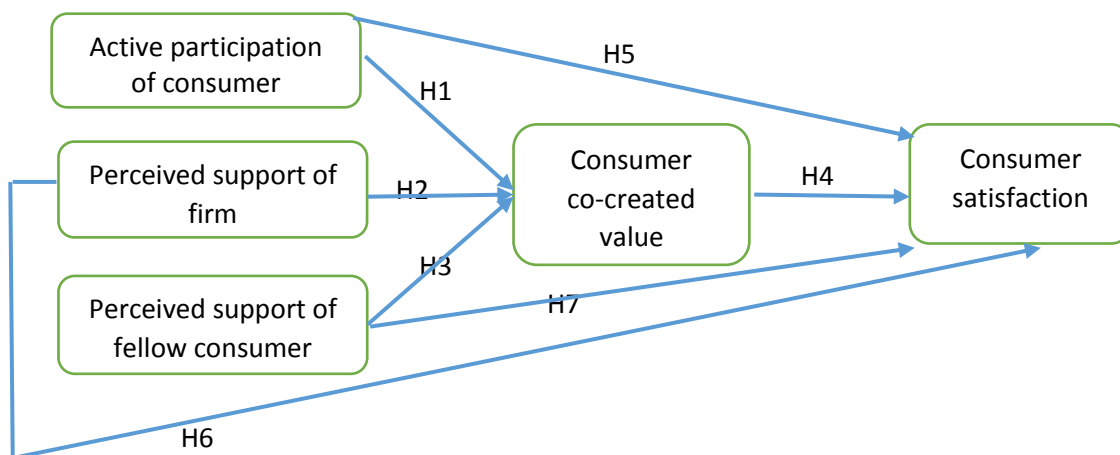 Active participation
of consumer
H5
H1
Perceived support of
firm
H2
Consumer
co-created
value
H4
Consumer
satisfaction
H3
Perceived support of
fellow consumer
H7
H6